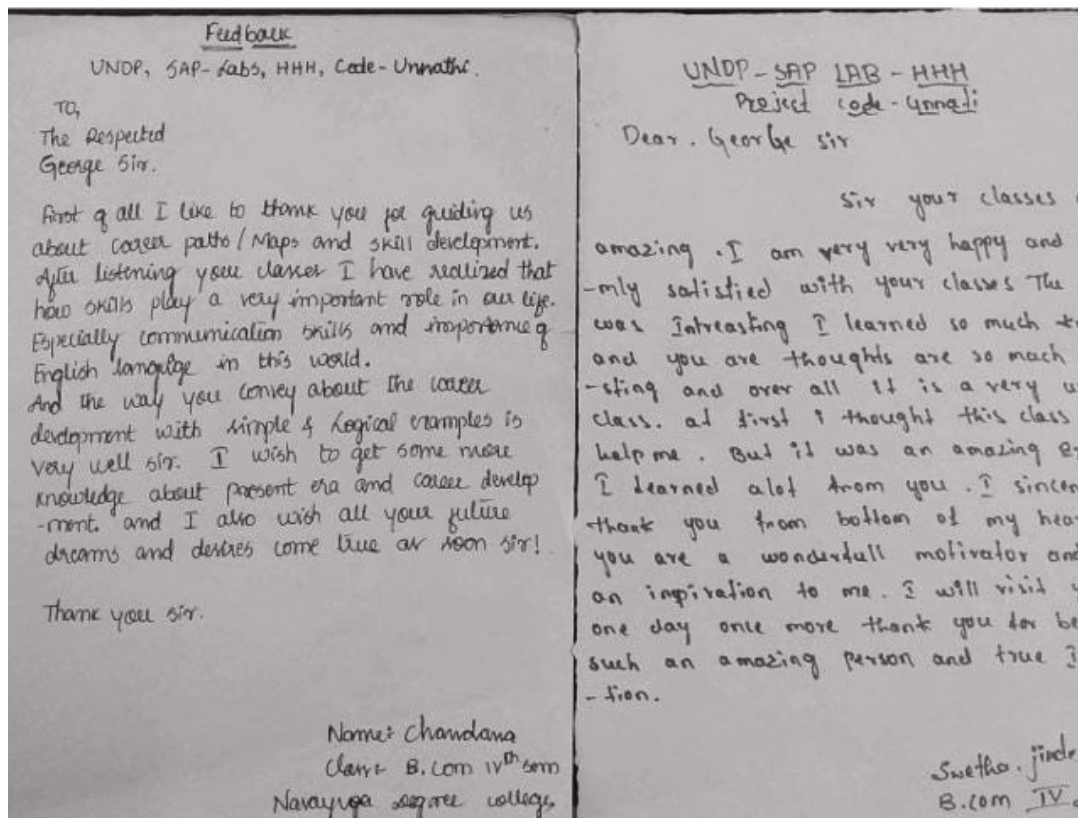 Feedback
UNDP, SAP-Labs, HHH, Code-Unnathi.
TO,
The Respected
George Sir.
First of all I like to thank you for guiding us
about career paths/Maps and skill development.
After listening your classes I have realized that
how skills play a very important role in our life.
Especially communication skills and importance of
English language in this world.
And the way you convey about the career
development with simple & Logical examples is
very well sir. I wish to get some more
knowledge about present era and career develop
-ment. and I also wish all your future
dreams and desires come true as soon sir!
Thank you sir.
Name: Chandana
Class: B.Com IVth sem
Navayuga Degree college,
UNDP-SAP LAB-HHH
Project code-Unnati
Dear. George sir
Sir your classes
amazing. I am very very happy and
-mly satisfied with your classes The
was Intreasting I learned so much
and you are thoughts are so mach
-sting and over all it is a very
class. at first i thought this class
help me. But it was an amazing
I learned alot from you. I
thank you from bottom of my
you are a wonderfull motivator and
an inpiration to me. I will visit
one day once more thank you for
such an amazing person and true
-tion.
Swetha.
B.com IV